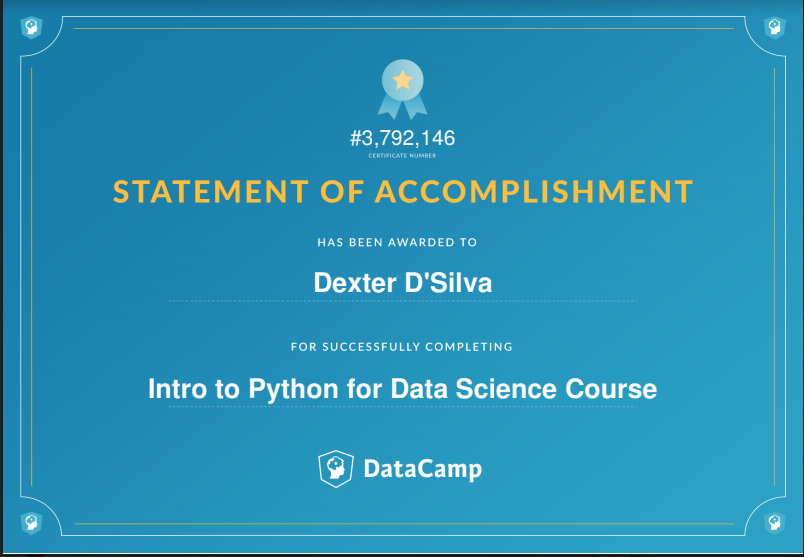 #3,792,146
CERTIFICATE NUMBER
STATEMENT OF ACCOMPLISHMENT
HAS BEEN AWARDED TO
Dexter D'Silva
FOR SUCCESSFULLY COMPLETING
Intro to Python for Data Science Course
DataCamp